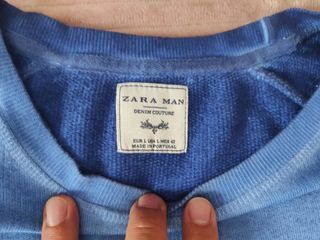 ZARA MAN
DENIM COUTURE
EUR L USA L MEX 42
MADE IN PORTUGAL